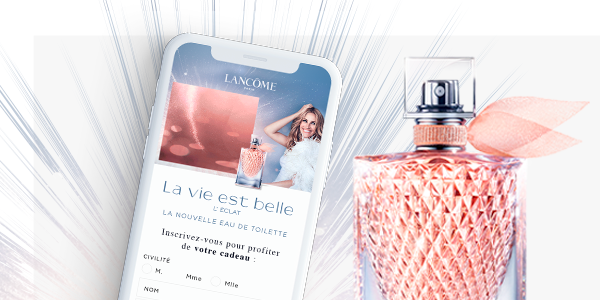 LANCÔME
PARIS
La vie est belle
L'ÉCLAT
LA NOUVELLE EAU DE TOILETTE
Inscrivez-vous pour profiter
de votre cadeau :
CIVILITÉ
M. Mme Mlle
NOM